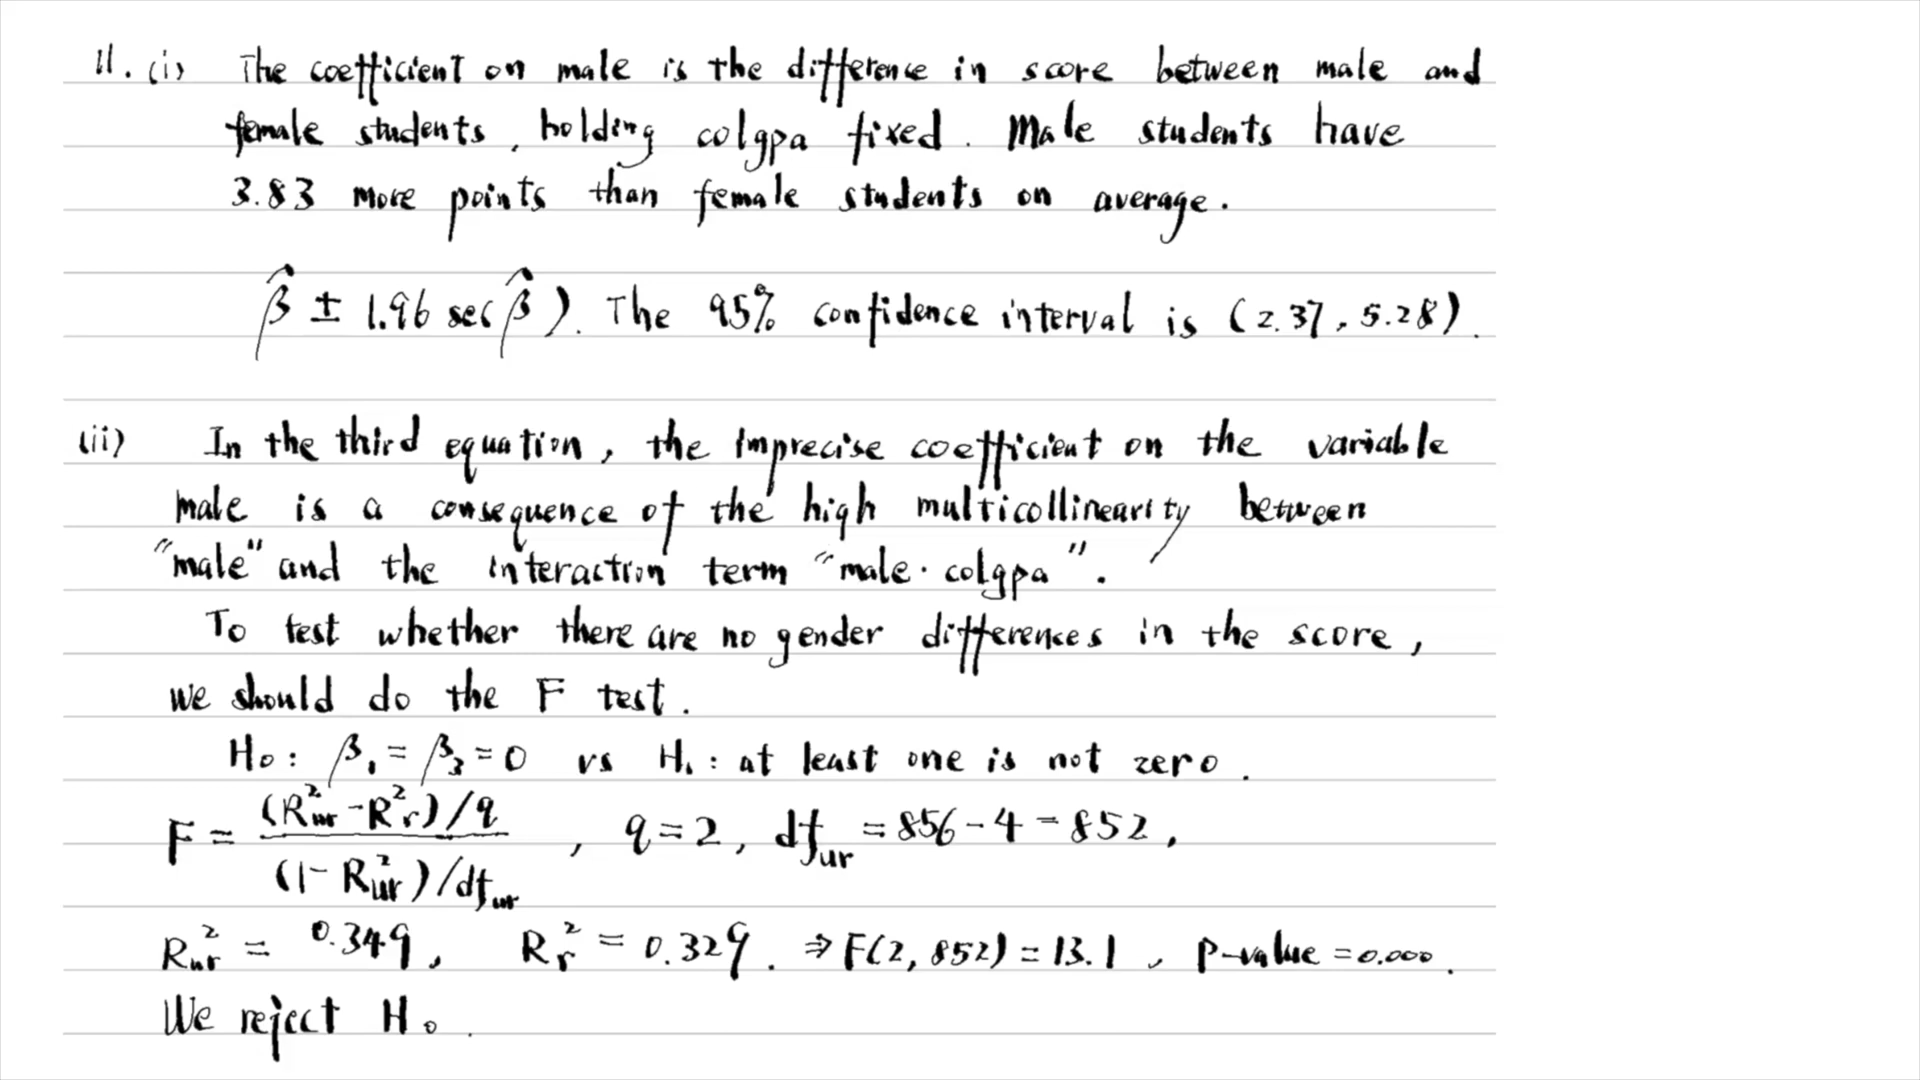 11. (i) The coefficient on male is the difference in score between male and
female students, holding colgpa fixed. Male students have
3.83 more points than female students on average.
β̂ ± 1.96 se(β̂). The 95% confidence interval is (2.37, 5.28).
(ii) In the third equation, the imprecise coefficient on the variable
male is a consequence of the high multicollinearity between
"male" and the interaction term "male · colgpa".
To test whether there are no gender differences in the score,
we should do the F test.
H₀: β₁ = β₃ = 0 vs H₁: at least one is not zero.
F = (R²ur - R²r)/q / (1 - R²ur)/df_ur , q = 2, df_ur = 856 - 4 = 852,
R²ur = 0.349, R²r = 0.329. ⇒ F(2, 852) = 13.1, p-value = 0.000.
We reject H₀.